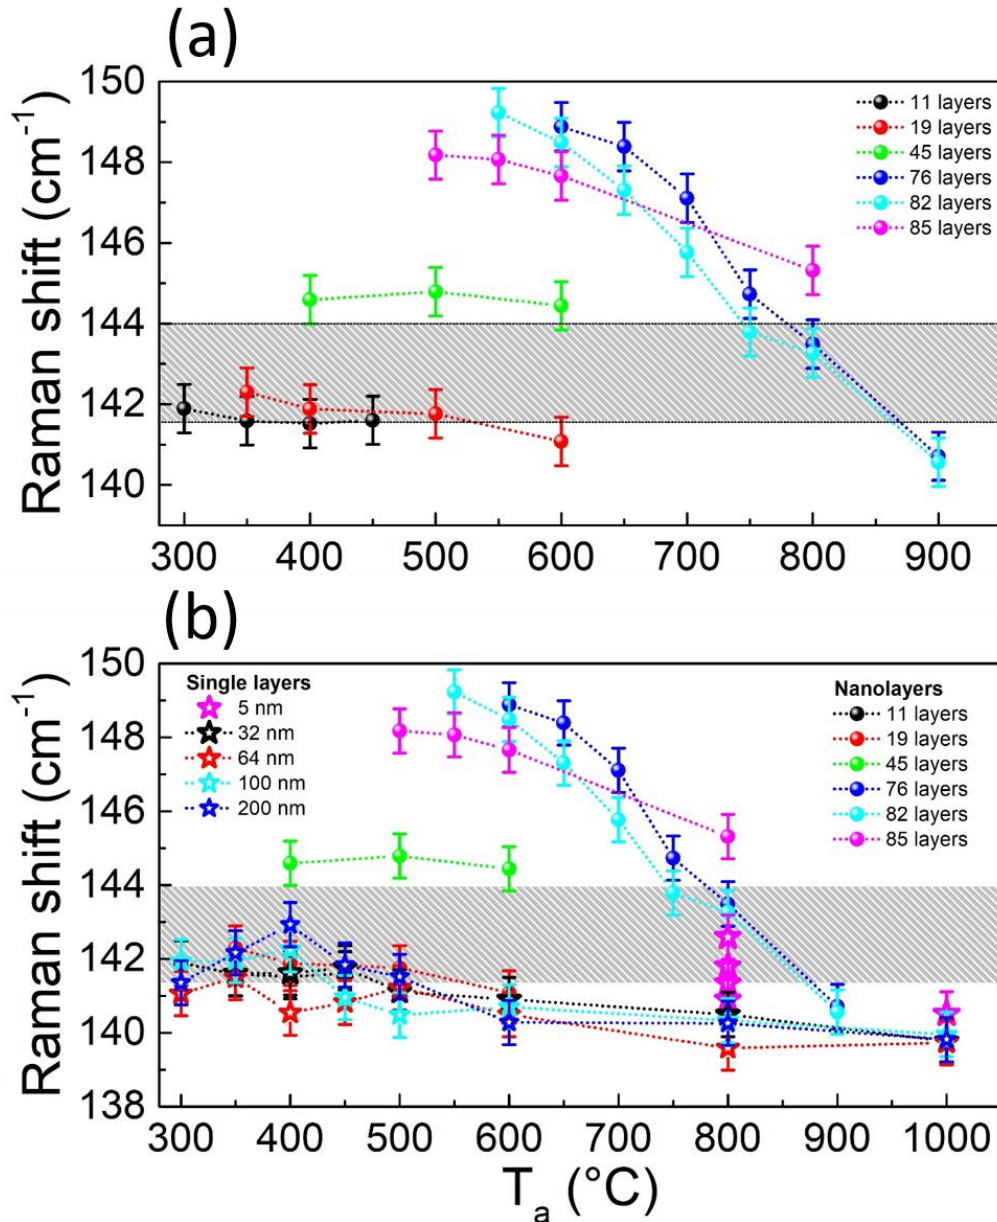 (a)
150
148
146
144
142
140
Raman shift (cm⁻¹)
11 layers
19 layers
45 layers
76 layers
82 layers
85 layers
300 400 500 600 700 800 900
(b)
150
148
146
144
142
140
138
Raman shift (cm⁻¹)
Single layers
5 nm
32 nm
64 nm
100 nm
200 nm
Nanolayers
11 layers
19 layers
45 layers
76 layers
82 layers
85 layers
300 400 500 600 700 800 900 1000
Tₐ (°C)